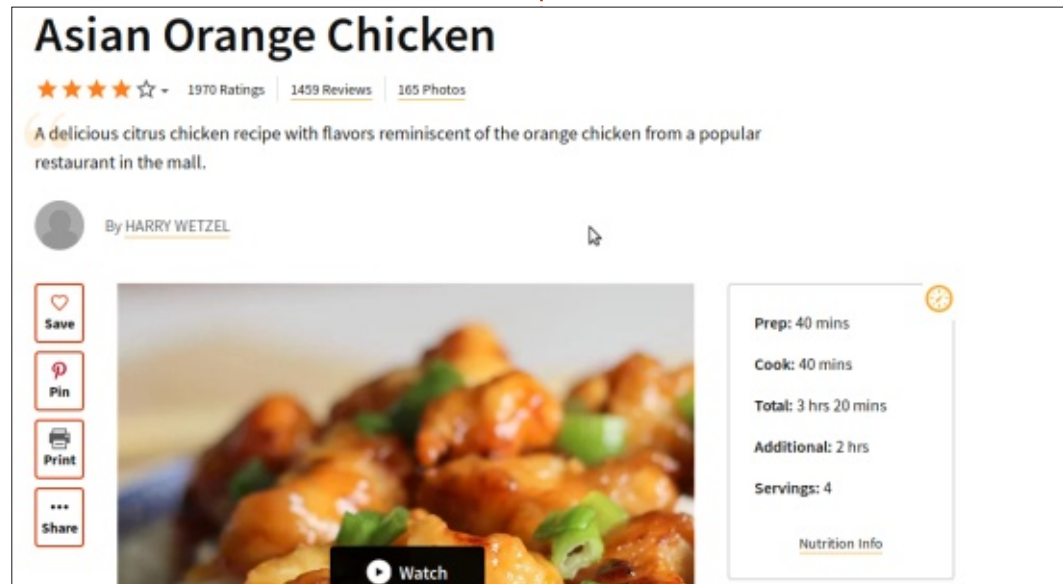 Asian Orange Chicken
1970 Ratings 1459 Reviews 165 Photos
A delicious citrus chicken recipe with flavors reminiscent of the orange chicken from a popular
restaurant in the mall.
By HARRY WETZEL
Save
Pin
Print
Share
Watch
Prep: 40 mins
Cook: 40 mins
Total: 3 hrs 20 mins
Additional: 2 hrs
Servings: 4
Nutrition Info